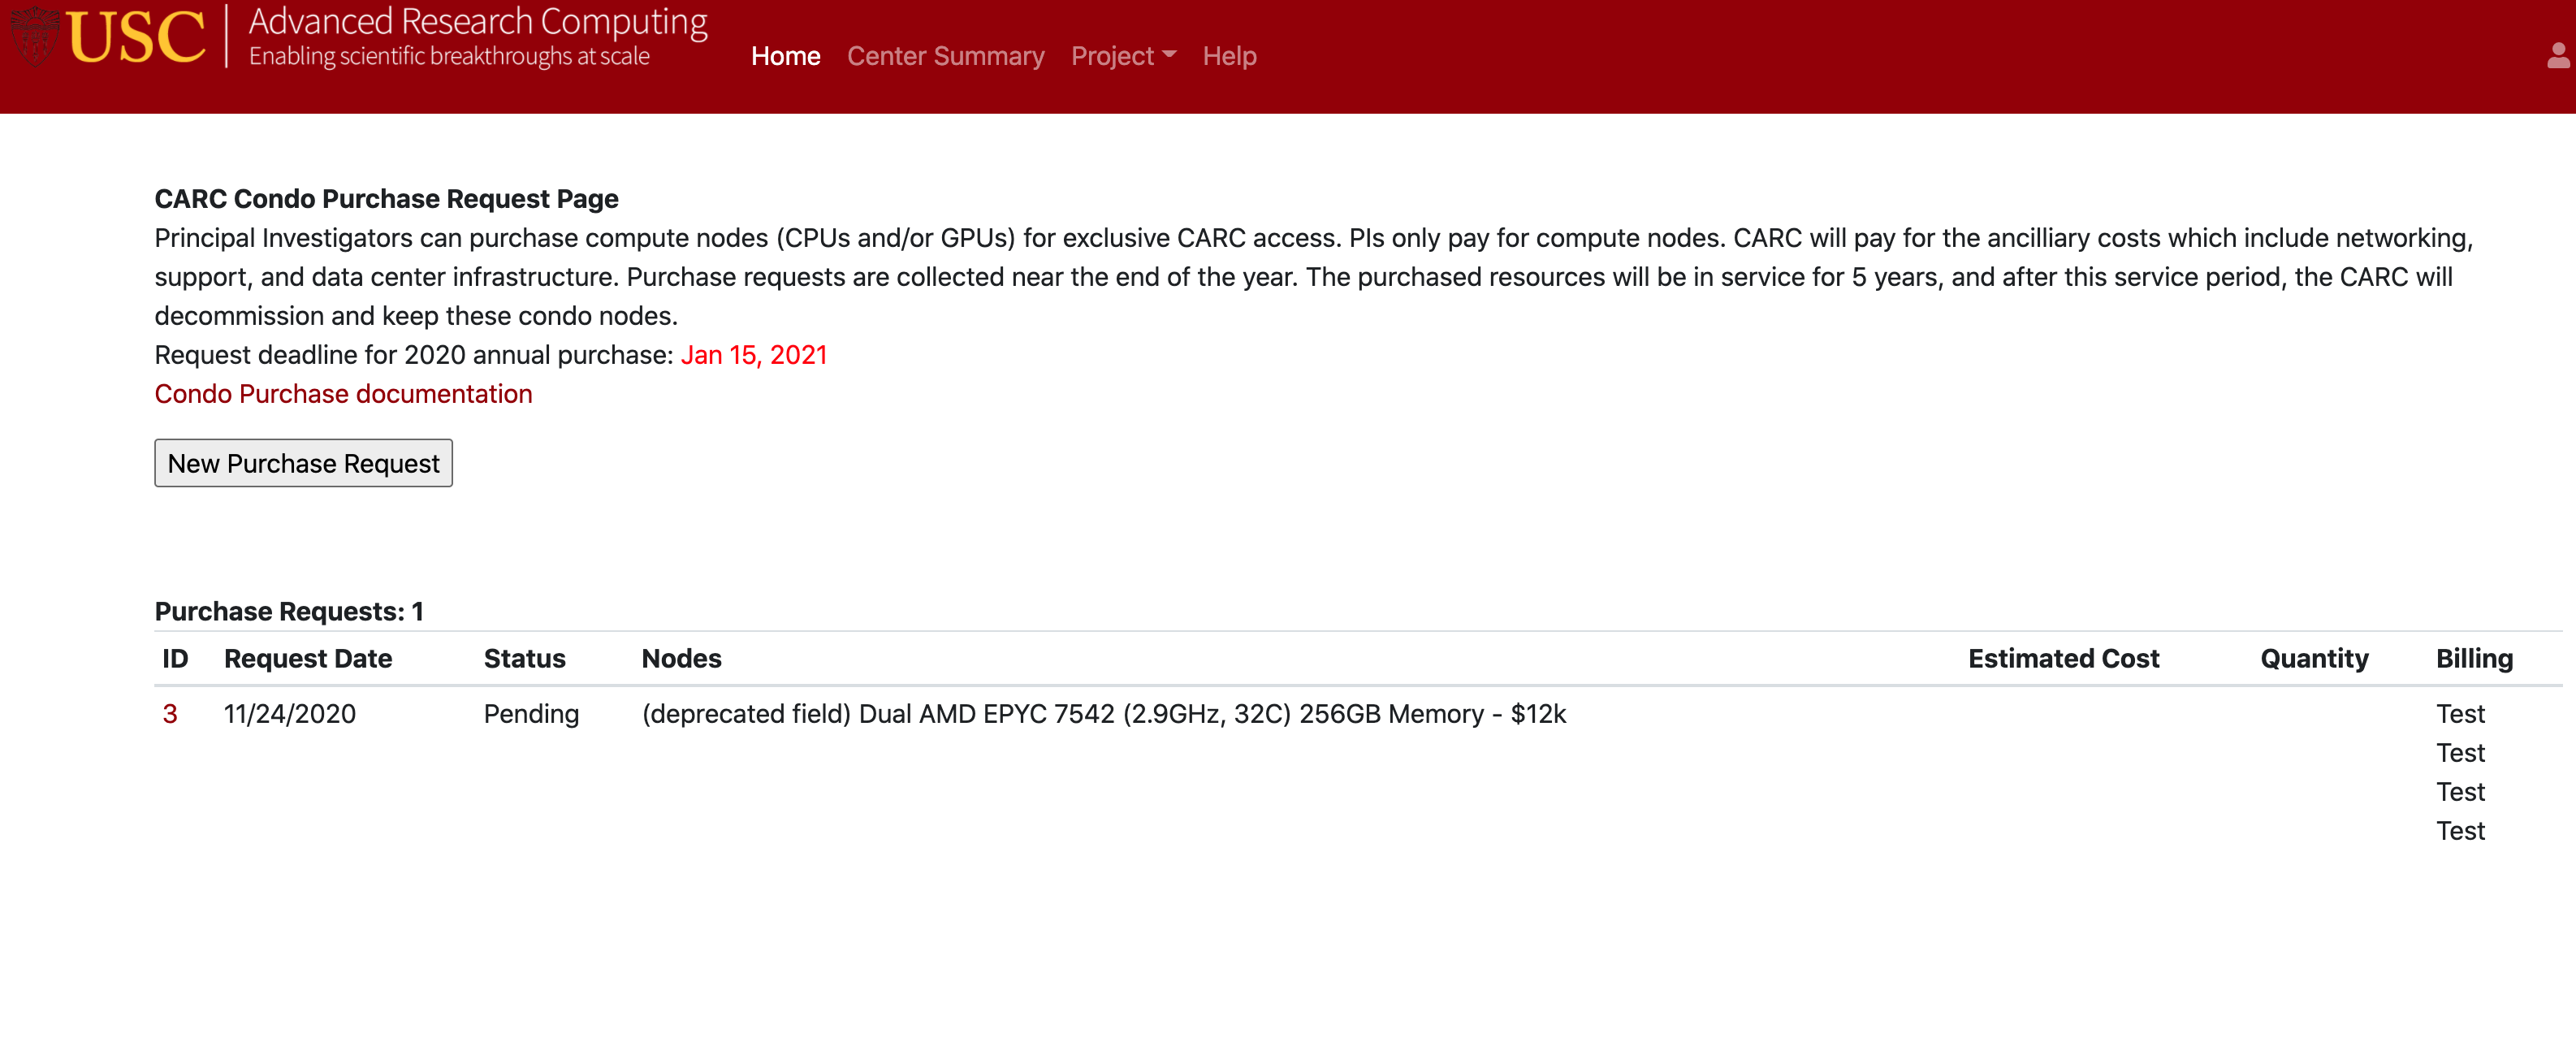 USC Advanced Research Computing
Enabling scientific breakthroughs at scale
Home Center Summary Project Help
CARC Condo Purchase Request Page
Principal Investigators can purchase compute nodes (CPUs and/or GPUs) for exclusive CARC access. PIs only pay for compute nodes. CARC will pay for the ancilliary costs which include networking,
support, and data center infrastructure. Purchase requests are collected near the end of the year. The purchased resources will be in service for 5 years, and after this service period, the CARC will
decommission and keep these condo nodes.
Request deadline for 2020 annual purchase: Jan 15, 2021
Condo Purchase documentation
New Purchase Request
Purchase Requests: 1
ID Request Date Status Nodes Estimated Cost Quantity Billing
3 11/24/2020 Pending (deprecated field) Dual AMD EPYC 7542 (2.9GHz, 32C) 256GB Memory - $12k Test
Test
Test
Test